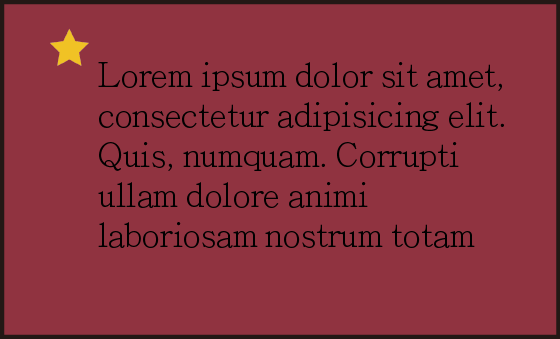 Lorem ipsum dolor sit amet,
consectetur adipisicing elit.
Quis, numquam. Corrupti
ullam dolore animi
laboriosam nostrum totam